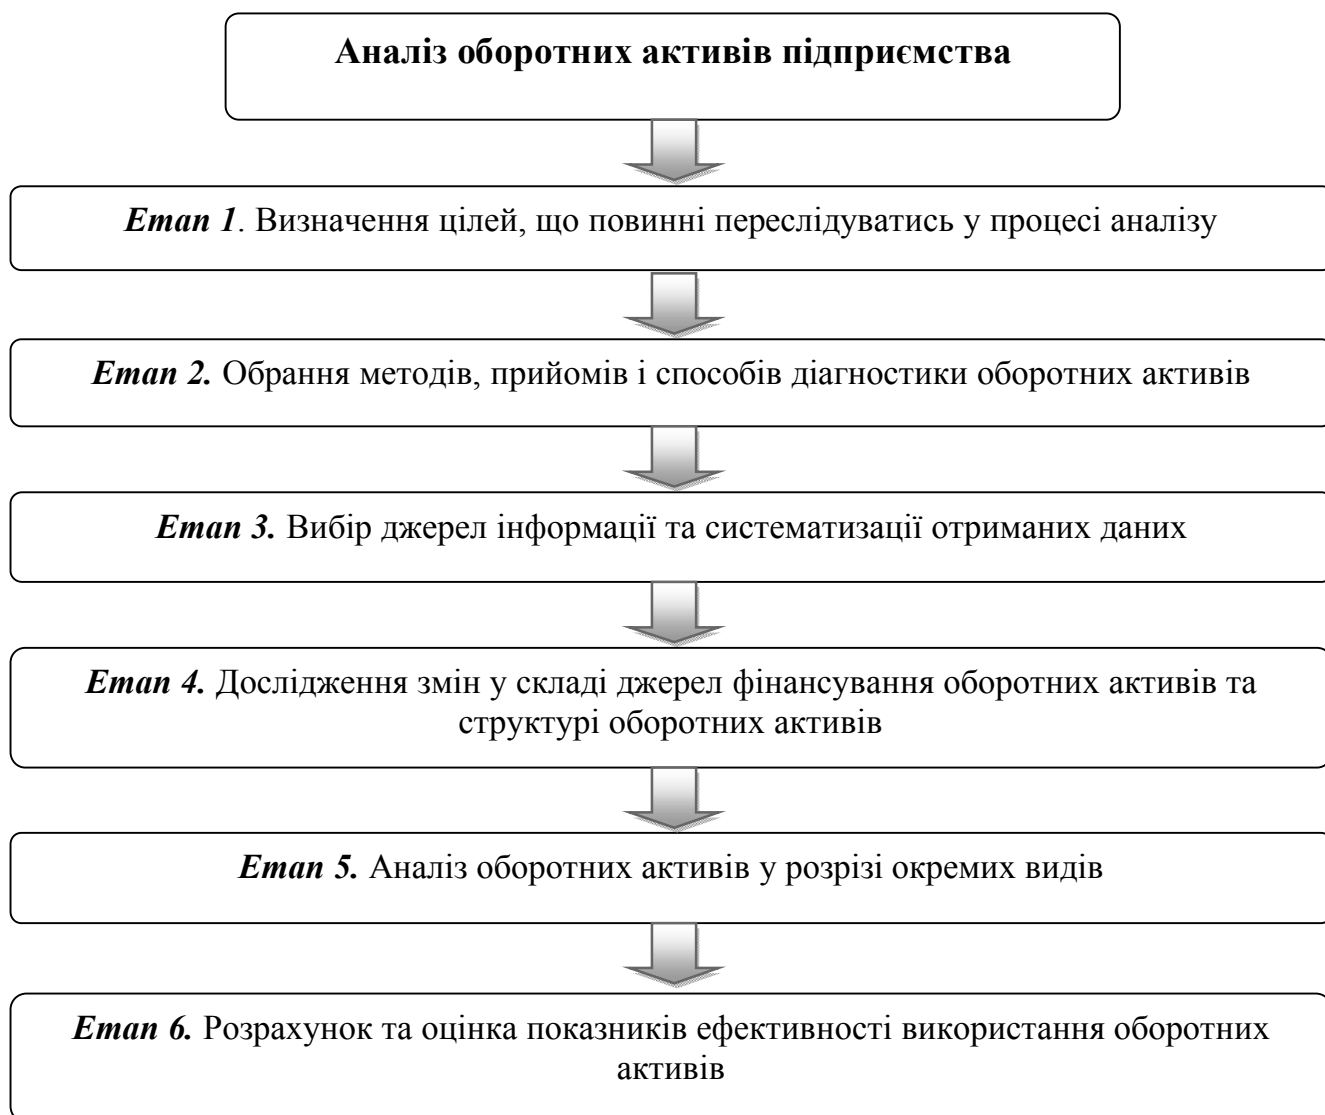 Аналіз оборотних активів підприємства
Етап 1. Визначення цілей, що повинні переслідуватись у процесі аналізу
Етап 2. Обрання методів, прийомів і способів діагностики оборотних активів
Етап 3. Вибір джерел інформації та систематизації отриманих даних
Етап 4. Дослідження змін у складі джерел фінансування оборотних активів та
структурі оборотних активів
Етап 5. Аналіз оборотних активів у розрізі окремих видів
Етап 6. Розрахунок та оцінка показників ефективності використання оборотних
активів